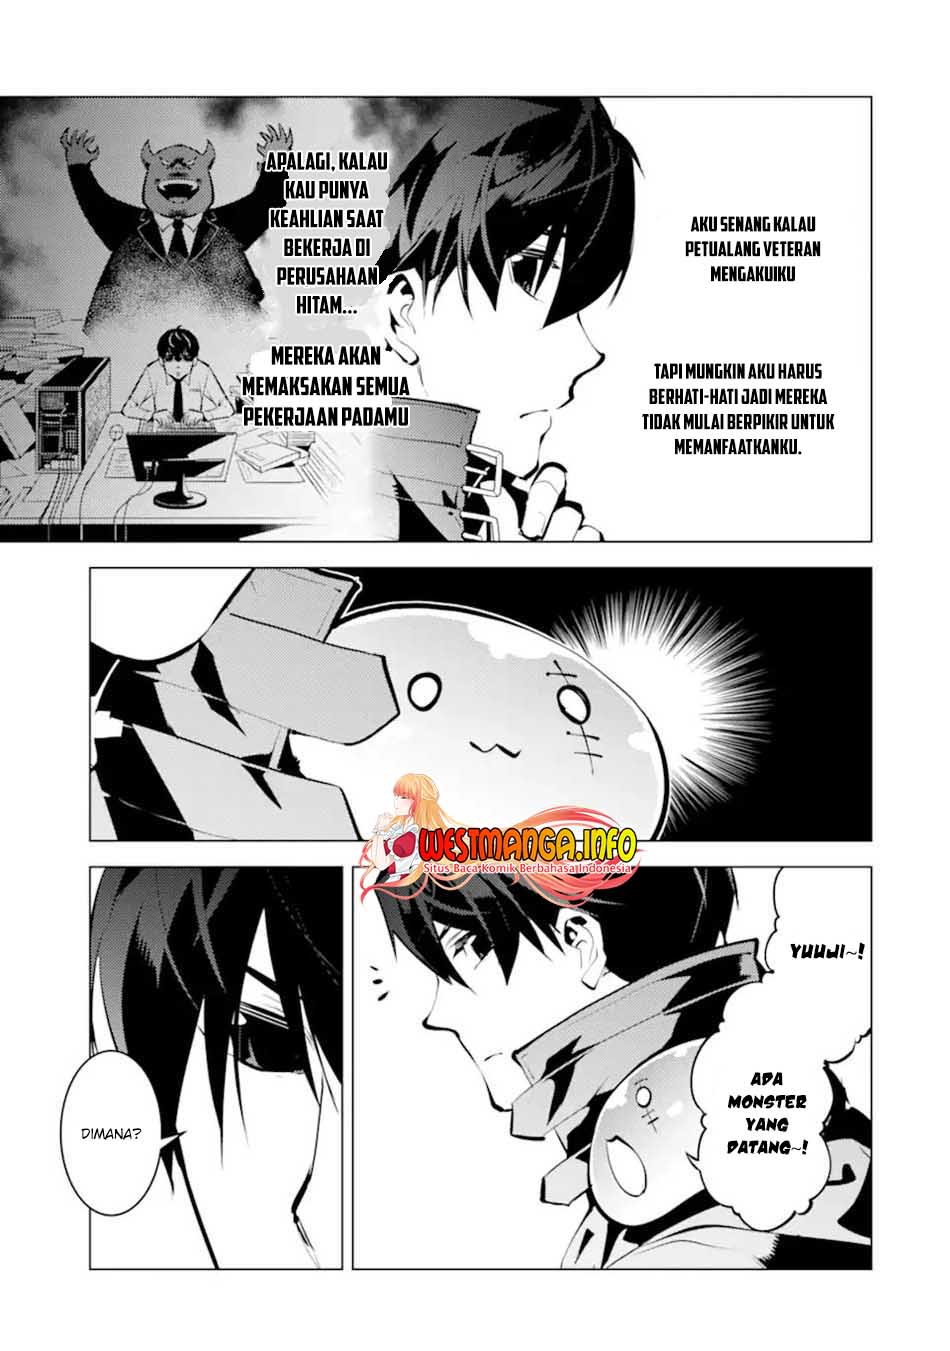 AKU SENANG KALAU
PETUALANG VETERAN
MENGAKUIKU
TAPI MUNGKIN AKU HARUS
BERHATI-HATI JADI MEREKA
TIDAK MULAI BERPIKIR UNTUK
MEMANFAATKANKU.
APALAGI, KALAU
KAU PUNYA
KEAHLIAN SAAT
BEKERJA DI
PERUSAHAAN
HITAM...
MEREKA AKAN
MEMAKSAKAN SEMUA
PEKERJAAN PADAMU
WESTMANGA.INFO
Situs Baca Komik Berbahasa Indonesia
YUUJI~!
ADA
MONSTER
YANG
DATANG~!
DIMANA?